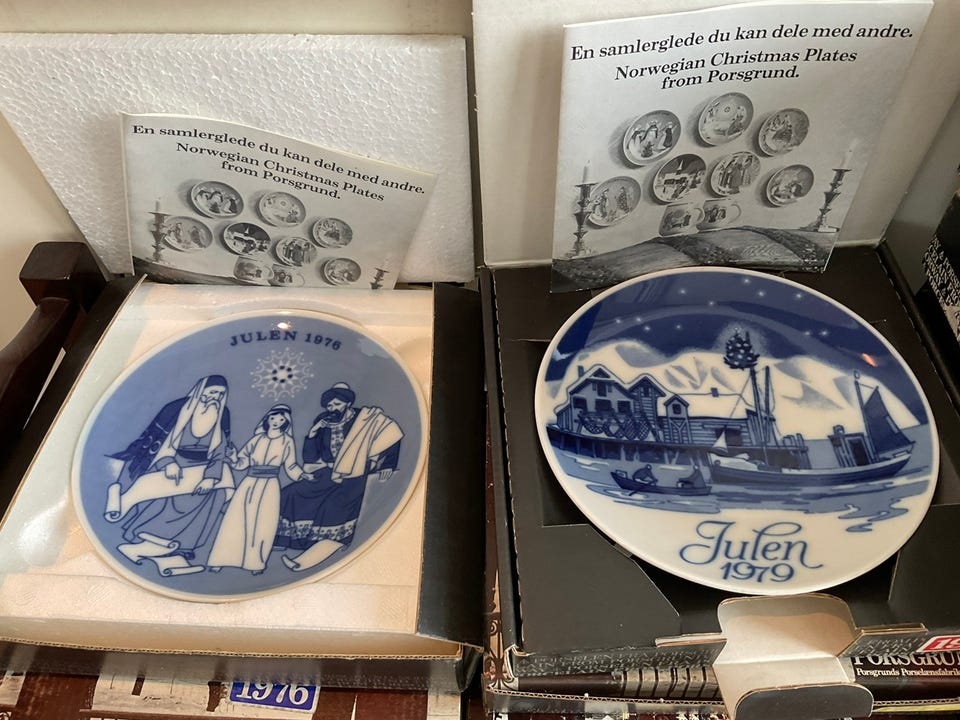 En samlerglede du kan dele med andre.
Norwegian Christmas Plates
from Porsgrund.
JULEN 1976
1976
En samlerglede du kan dele med andre.
Norwegian Christmas Plates
from Porsgrund.
Julen
1979
Porsgrunds Porselænsfabrik